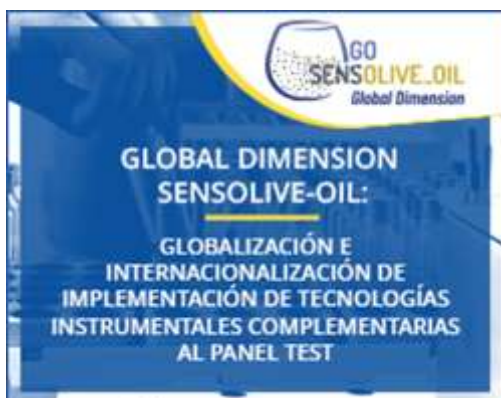 GO
SENSOLIVE_OIL
Global Dimension
GLOBAL DIMENSION
SENSOLIVE-OIL:
GLOBALIZACIÓN E
INTERNACIONALIZACIÓN DE
IMPLEMENTACIÓN DE TECNOLOGÍAS
INSTRUMENTALES COMPLEMENTARIAS
AL PANEL TEST